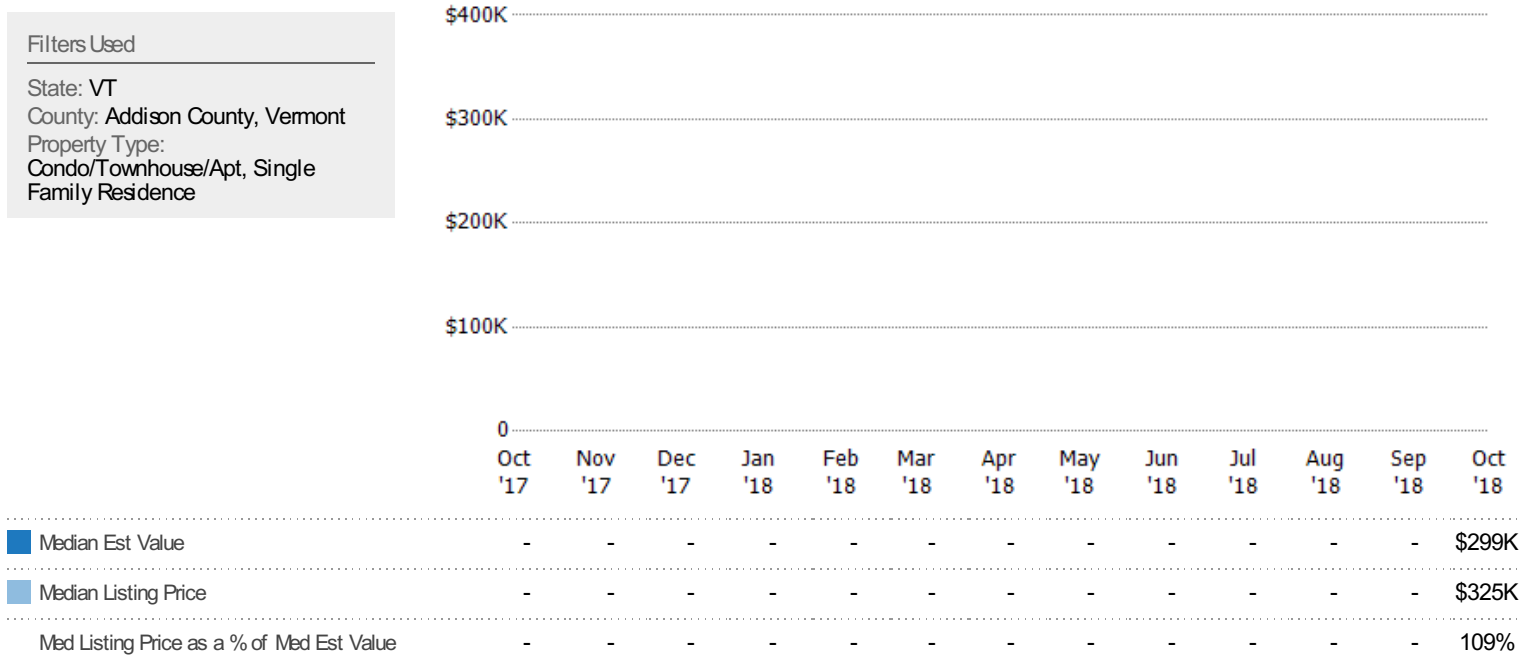 Filters Used
State: VT
County: Addison County, Vermont
Property Type:
Condo/Townhouse/Apt, Single
Family Residence
$400K
$300K
$200K
$100K
0
Oct Nov Dec Jan Feb Mar Apr May Jun Jul Aug Sep Oct
'17 '17 '17 '18 '18 '18 '18 '18 '18 '18 '18 '18 '18
Median Est Value - - - - - - - - - - - - $299K
Median Listing Price - - - - - - - - - - - - $325K
Med Listing Price as a % of Med Est Value - - - - - - - - - - - - 109%